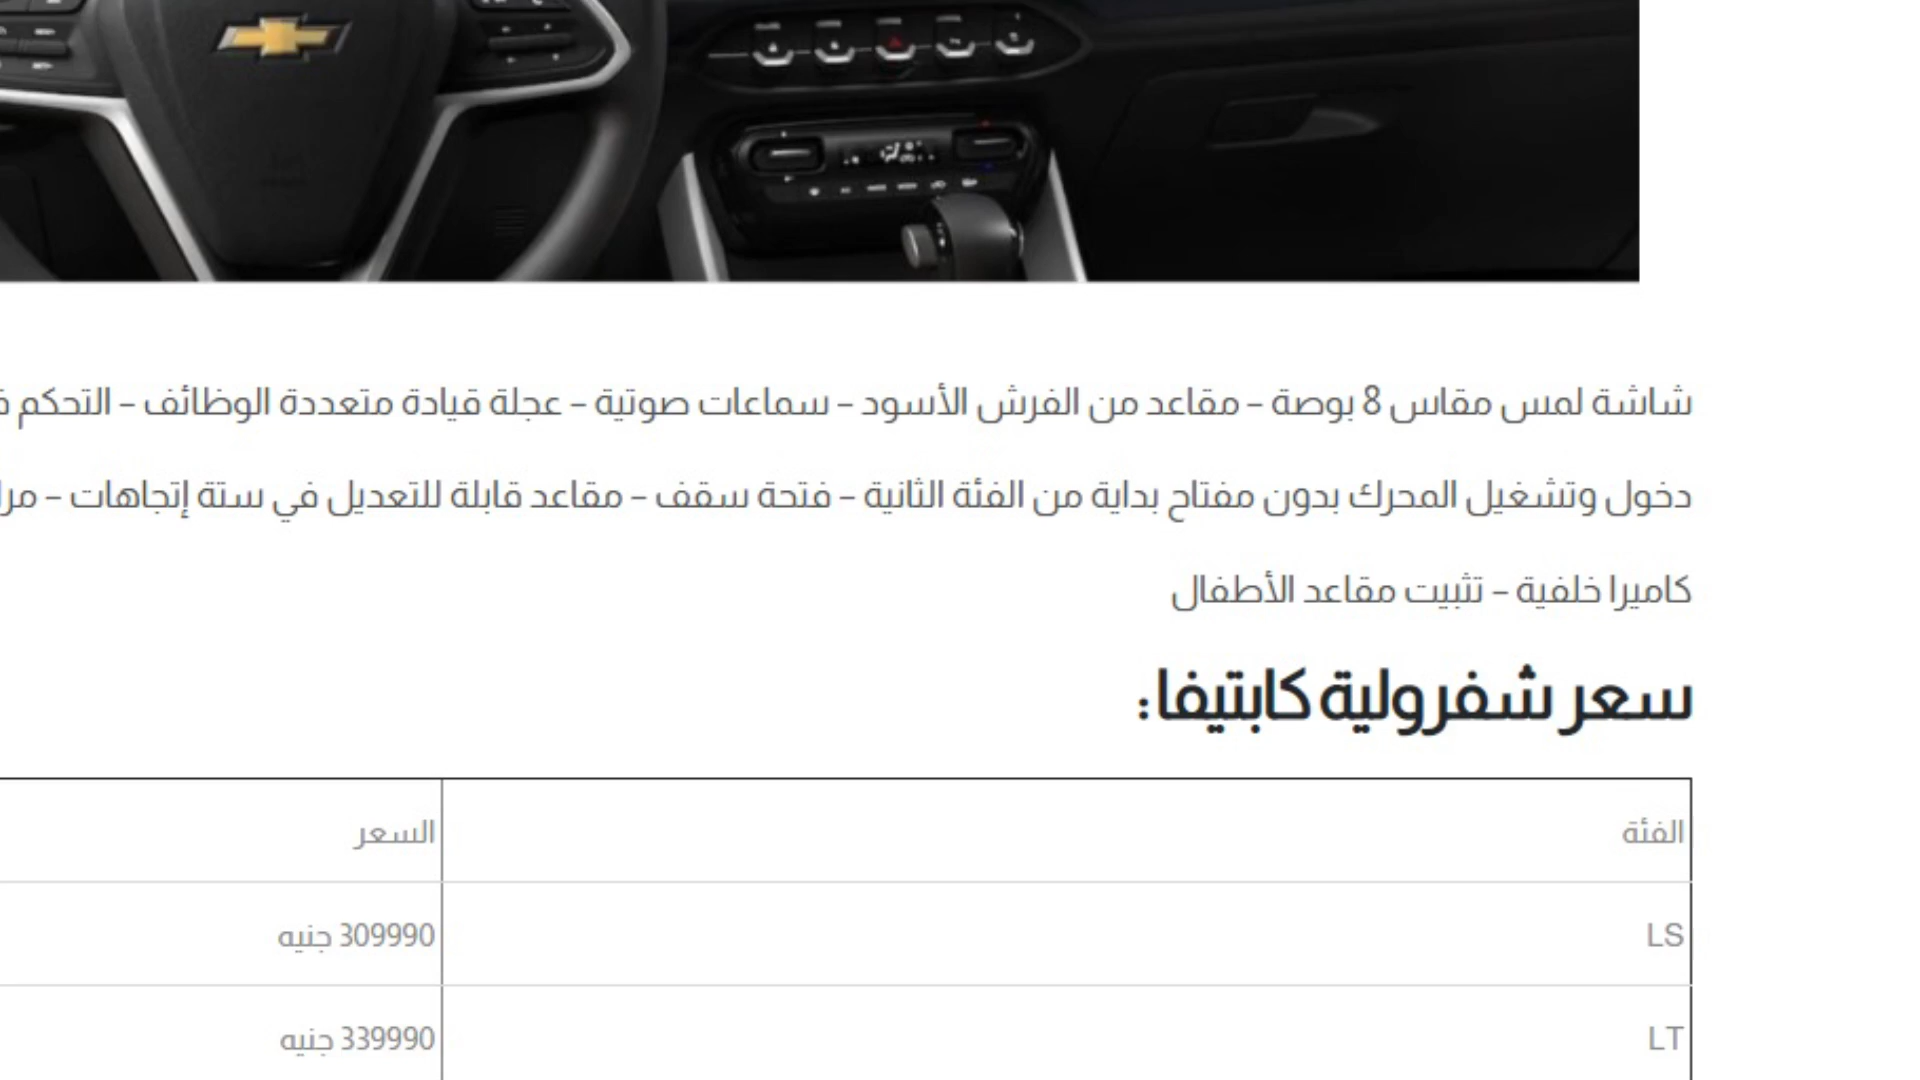 شاشة لمس مقاس 8 بوصة – مقاعد من الفرش الأسود – سماعات صوتية – عجلة قيادة متعددة الوظائف – التحكم
دخول وتشغيل المحرك بدون مفتاح بداية من الفئة الثانية – فتحة سقف – مقاعد قابلة للتعديل في ستة إتجاهات –
كاميرا خلفية – تثبيت مقاعد الأطفال
سعر شفرولية كابتيفا:
الفئة السعر
LS 309990 جنيه
LT 339990 جنيه